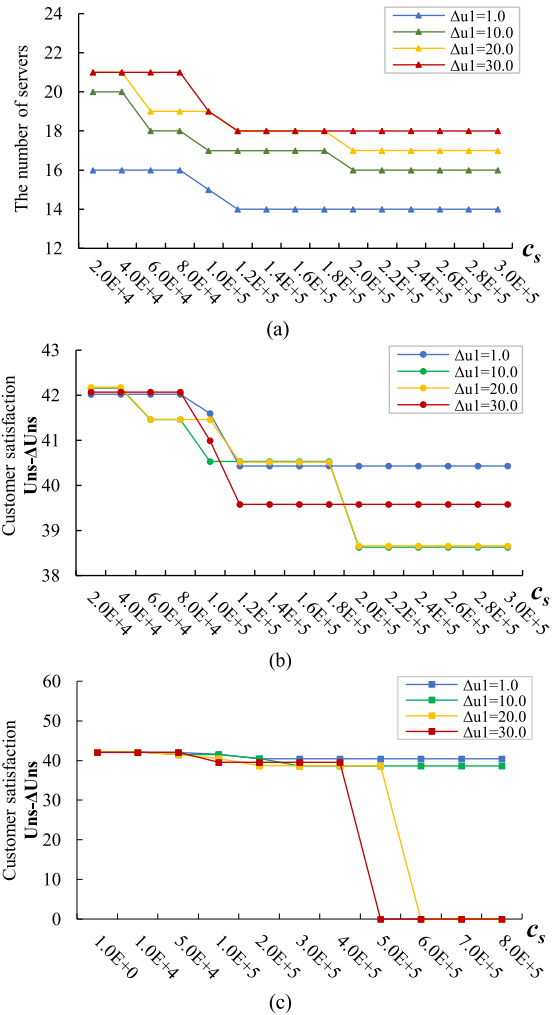 24
22
20
18
16
14
12
The number of servers
Δu1=1.0
Δu1=10.0
Δu1=20.0
Δu1=30.0
2.0E+4
4.0E+4
6.0E+4
8.0E+4
1.0E+5
1.2E+5
1.4E+5
1.6E+5
1.8E+5
2.0E+5
2.2E+5
2.4E+5
2.6E+5
2.8E+5
3.0E+5
cs
(a)
43
42
41
40
39
38
Customer satisfaction
Uns-ΔUns
Δu1=1.0
Δu1=10.0
Δu1=20.0
Δu1=30.0
2.0E+4
4.0E+4
6.0E+4
8.0E+4
1.0E+5
1.2E+5
1.4E+5
1.6E+5
1.8E+5
2.0E+5
2.2E+5
2.4E+5
2.6E+5
2.8E+5
3.0E+5
cs
(b)
60
50
40
30
20
10
0
Customer satisfaction
Uns-ΔUns
Δu1=1.0
Δu1=10.0
Δu1=20.0
Δu1=30.0
1.0E+0
1.0E+4
5.0E+4
1.0E+5
2.0E+5
3.0E+5
4.0E+5
5.0E+5
6.0E+5
7.0E+5
8.0E+5
cs
(c)